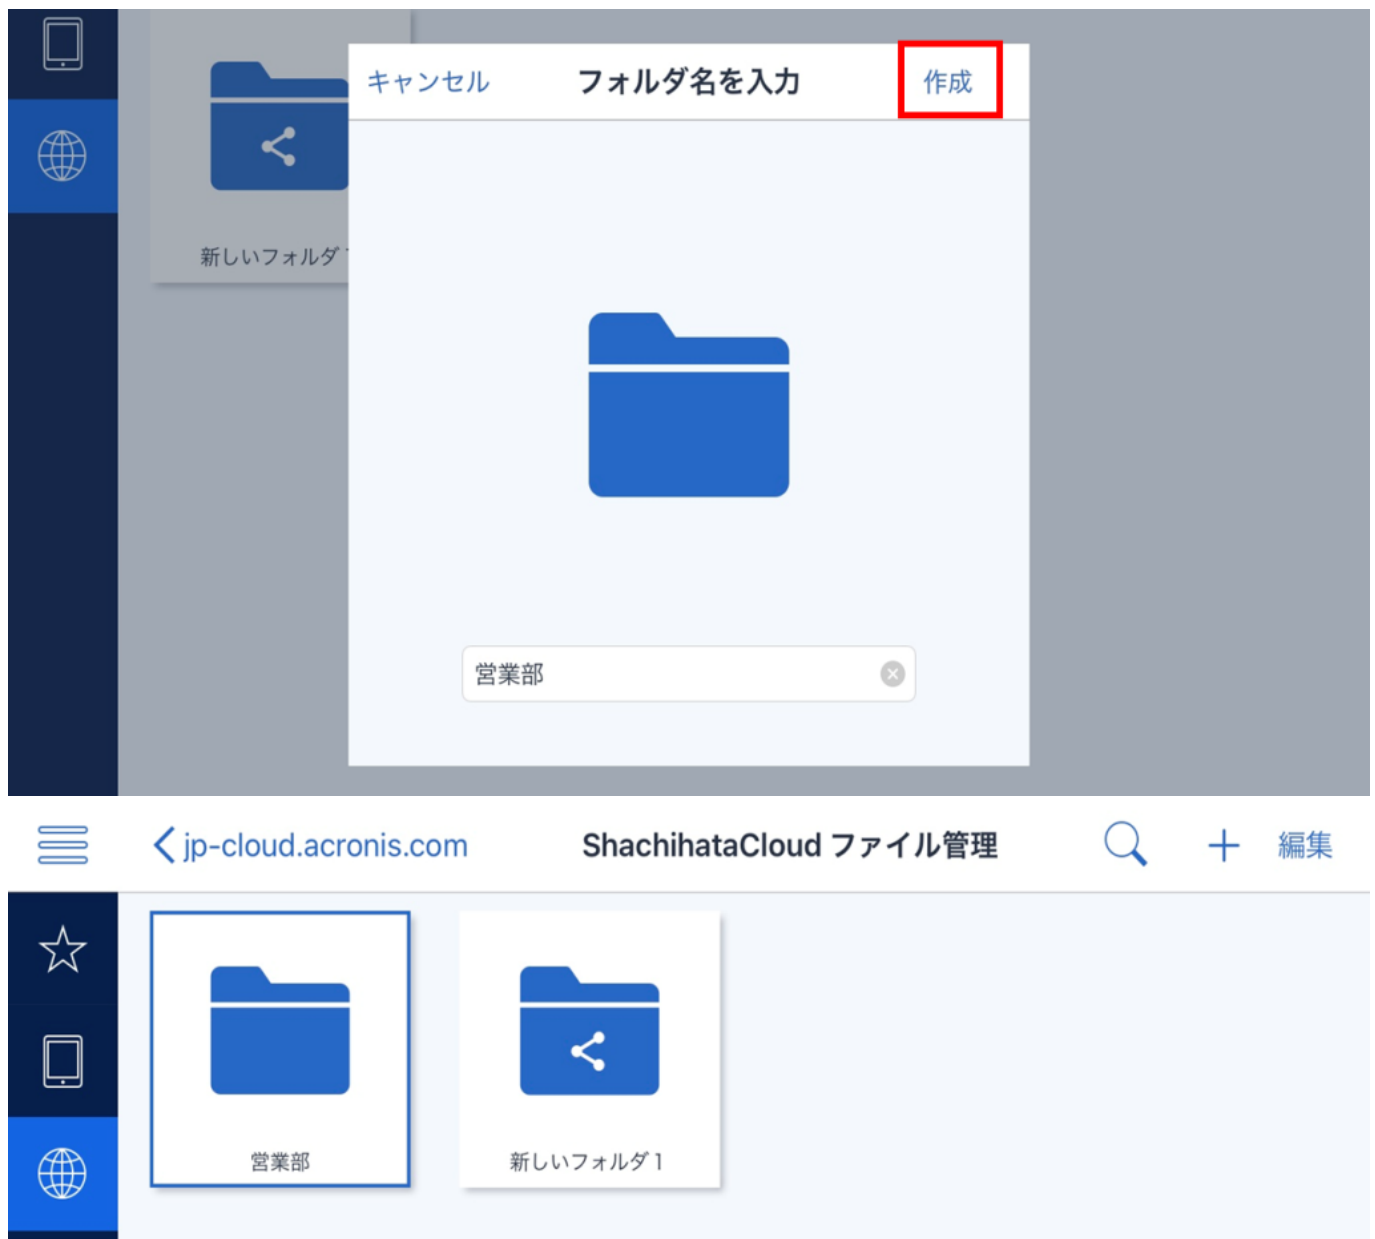 キャンセル
フォルダ名を入力
作成
新しいフォルダ
営業部
jp-cloud.acronis.com
ShachihataCloud ファイル管理
編集
営業部
新しいフォルダ 1